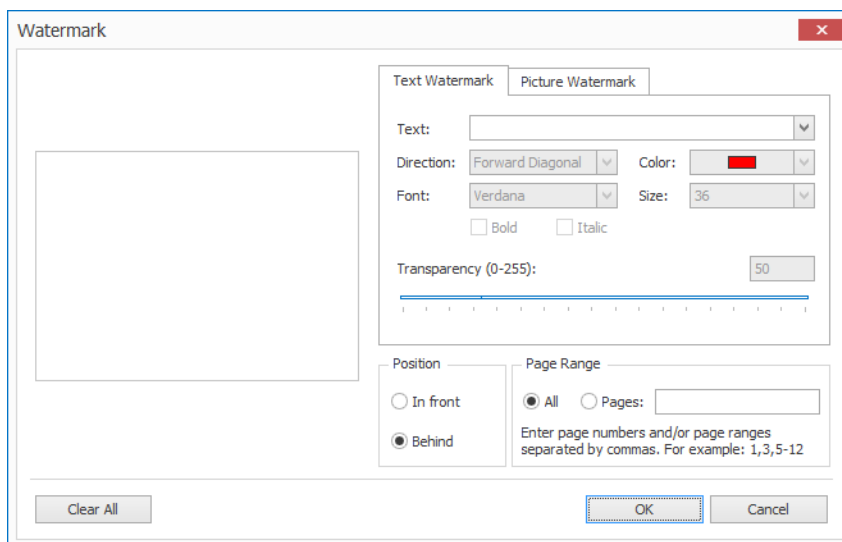 Watermark
Text Watermark Picture Watermark
Text:
Direction: Forward Diagonal Color:
Font: Verdana Size: 36
Bold Italic
Transparency (0-255): 50
Position Page Range
In front All Pages:
Behind Enter page numbers and/or page ranges
separated by commas. For example: 1,3,5-12
Clear All OK Cancel